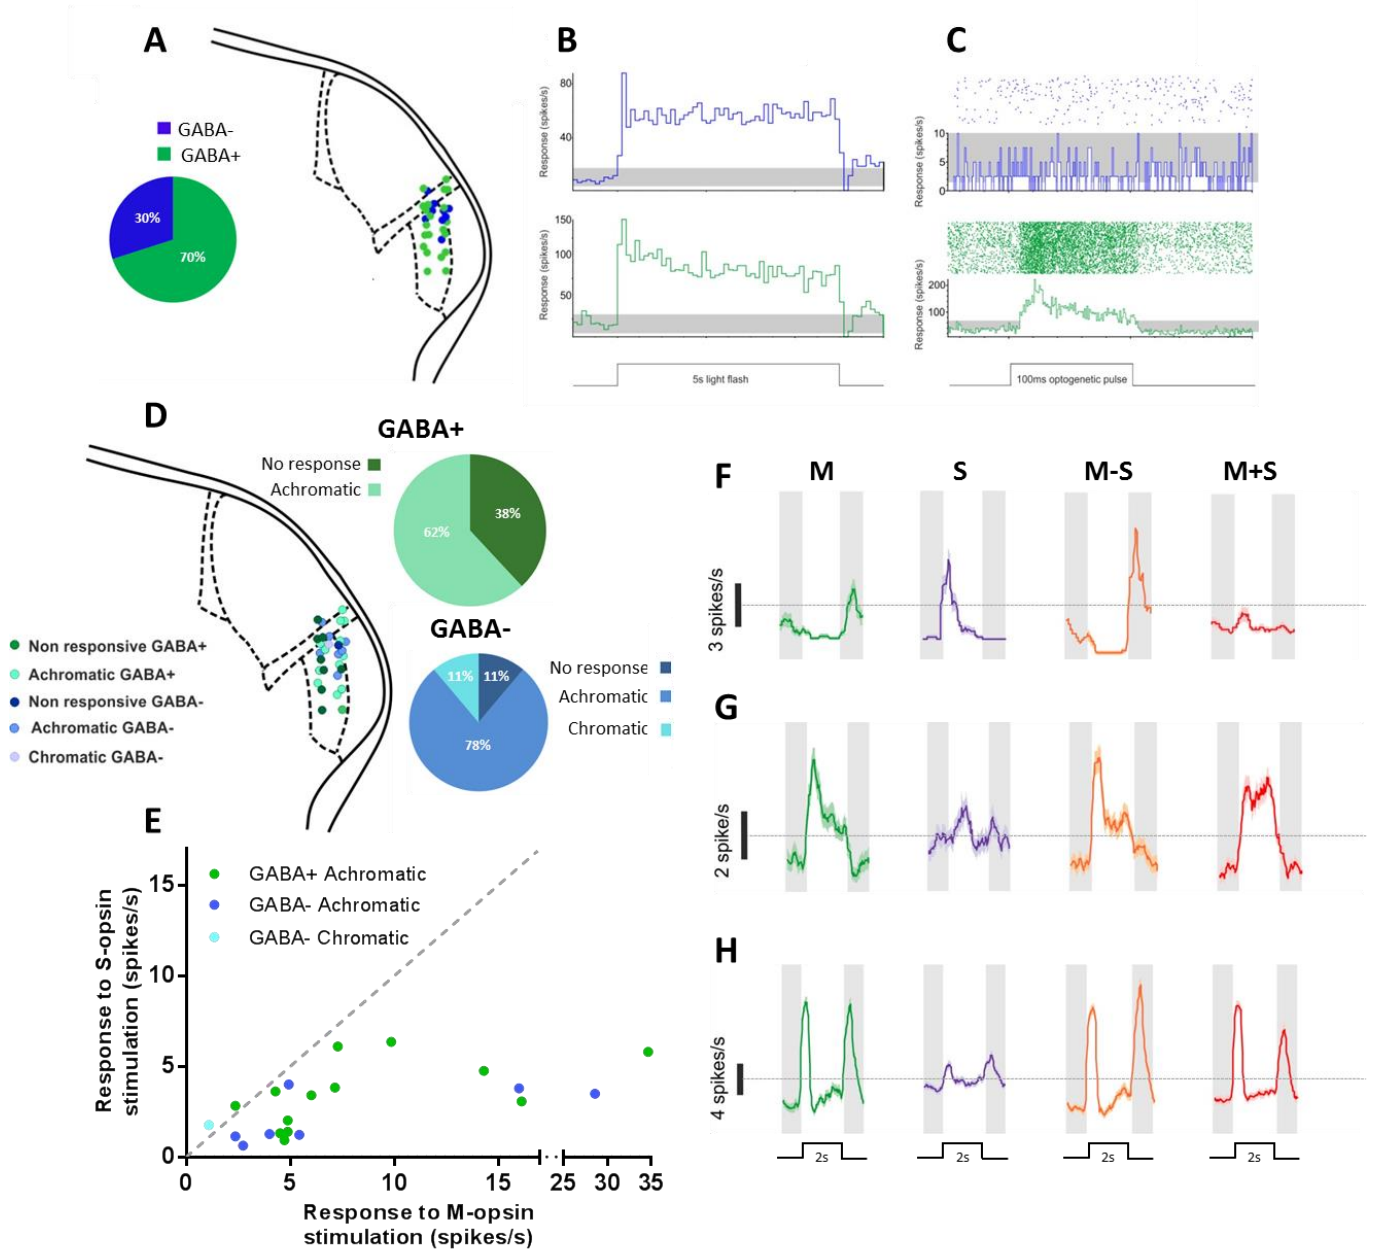 A
GABA-
GABA+
30%
70%
B
Response (spikes/s)
80
40
Response (spikes/s)
150
100
50
5s light flash
C
Response (spikes/s)
10
5
0
Response (spikes/s)
200
100
100ms optogenetic pulse
D
GABA+
No response
Achromatic
38%
62%
GABA-
11%
11%
78%
No response
Achromatic
Chromatic
Non responsive GABA+
Achromatic GABA+
Non responsive GABA-
Achromatic GABA-
Chromatic GABA-
E
Response to S-opsin
stimulation (spikes/s)
15
10
5
0
GABA+ Achromatic
GABA- Achromatic
GABA- Chromatic
0 5 10 15 25 30 35
Response to M-opsin
stimulation (spikes/s)
F
M S M-S M+S
3 spikes/s
G
2 spike/s
H
4 spikes/s
2s 2s 2s 2s